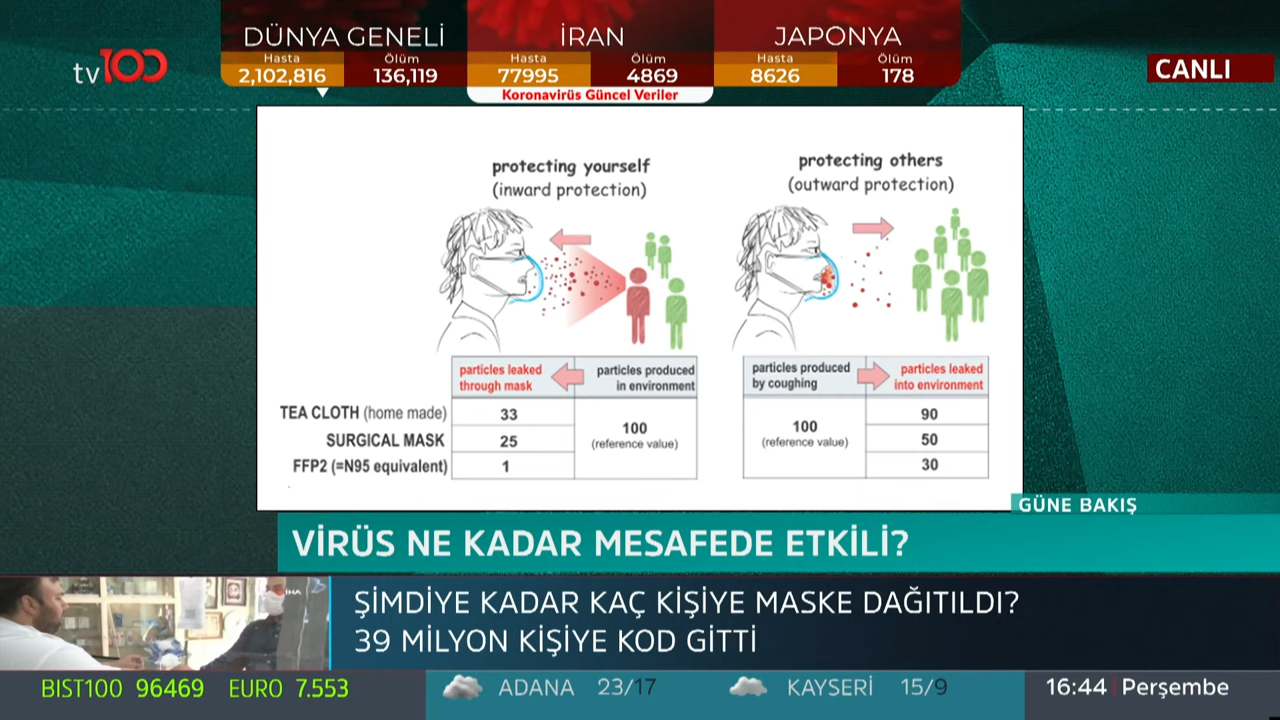 DÜNYA GENELİ
Hasta Ölüm
2,102,816 136,119
İRAN
Hasta Ölüm
77995 4869
Koronavirüs Güncel Veriler
JAPONYA
Hasta Ölüm
8626 178
tv100
CANLI
protecting yourself
(inward protection)
protecting others
(outward protection)
particles leaked
through mask
particles produced
in environment
particles produced
by coughing
particles leaked
into environment
TEA CLOTH (home made) 33 90
SURGICAL MASK 25 50
FFP2 (=N95 equivalent) 1 30
100
(reference value)
100
(reference value)
GÜNE BAKIŞ
VİRÜS NE KADAR MESAFEDE ETKİLİ?
İHA
ŞİMDİYE KADAR KAÇ KİŞİYE MASKE DAĞITILDI?
39 MİLYON KİŞİYE KOD GİTTİ
BIST100 96469 EURO 7.553 ADANA 23/17 KAYSERİ 15/9 16:44 Perşembe